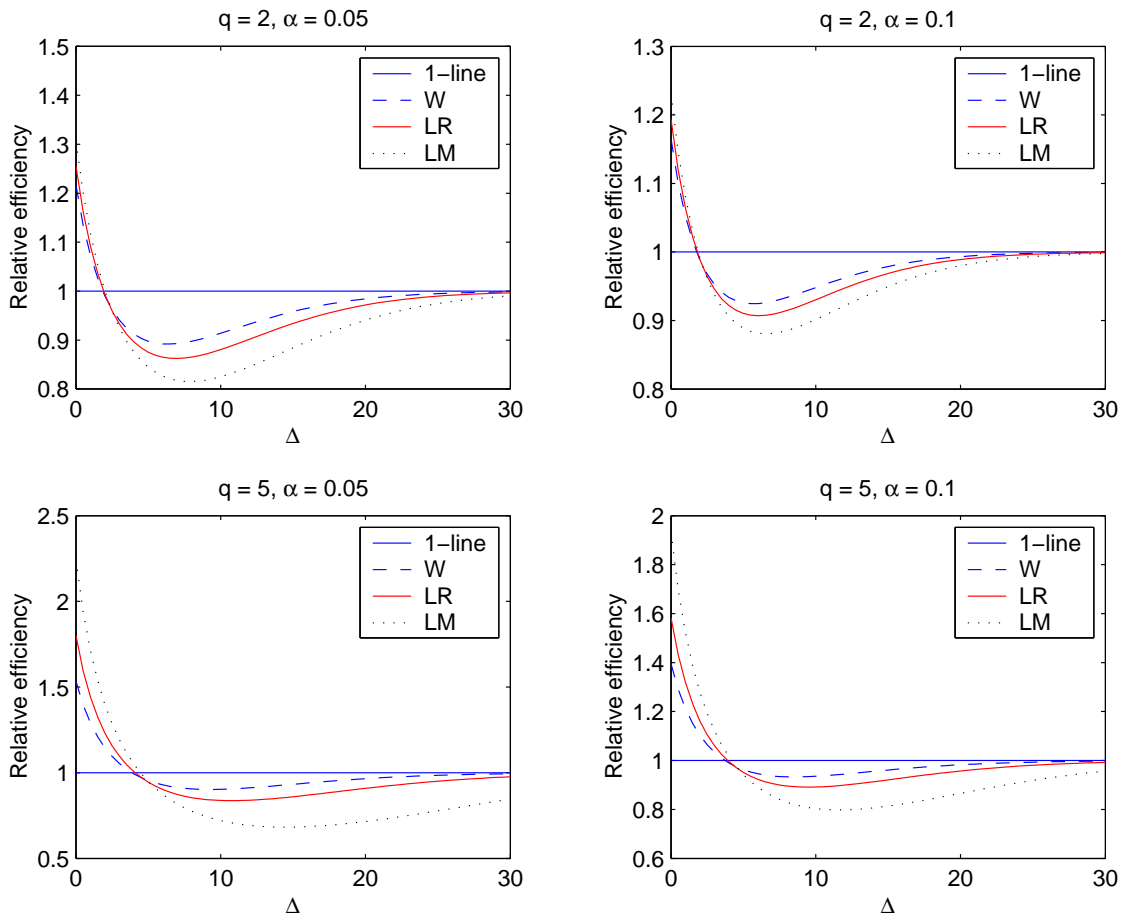 q = 2, α = 0.05
1.5
1.4
1.3
1.2
1.1
1
0.9
0.8
Relative efficiency
0
10
20
30
Δ
1−line
W
LR
LM
q = 2, α = 0.1
1.3
1.2
1.1
1
0.9
0.8
Relative efficiency
0
10
20
30
Δ
1−line
W
LR
LM
q = 5, α = 0.05
2.5
2
1.5
1
0.5
Relative efficiency
0
10
20
30
Δ
1−line
W
LR
LM
q = 5, α = 0.1
2
1.8
1.6
1.4
1.2
1
0.8
0.6
Relative efficiency
0
10
20
30
Δ
1−line
W
LR
LM